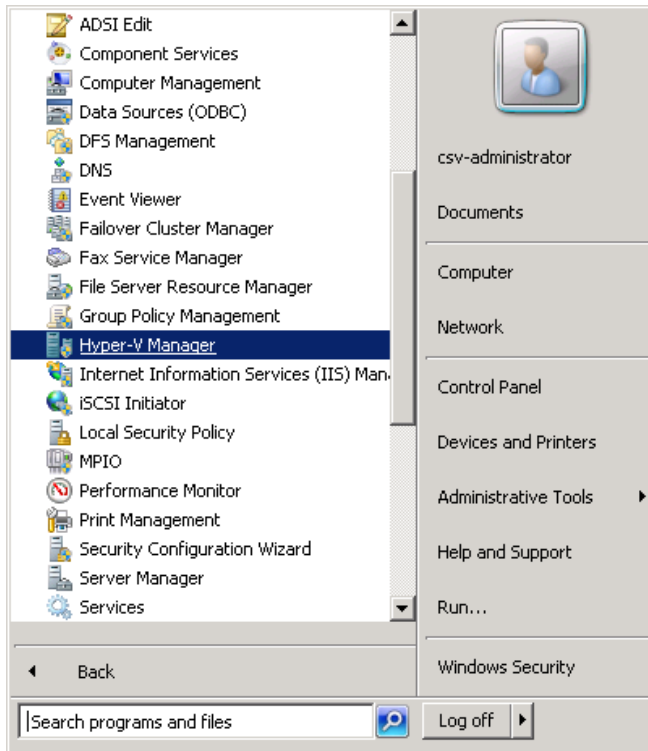 ADSI Edit
Component Services
Computer Management
Data Sources (ODBC)
DFS Management
DNS
Event Viewer
Failover Cluster Manager
Fax Service Manager
File Server Resource Manager
Group Policy Management
Hyper-V Manager
Internet Information Services (IIS) Man
iSCSI Initiator
Local Security Policy
MPIO
Performance Monitor
Print Management
Security Configuration Wizard
Server Manager
Services
Back
Search programs and files
csv-administrator
Documents
Computer
Network
Control Panel
Devices and Printers
Administrative Tools
Help and Support
Run...
Windows Security
Log off